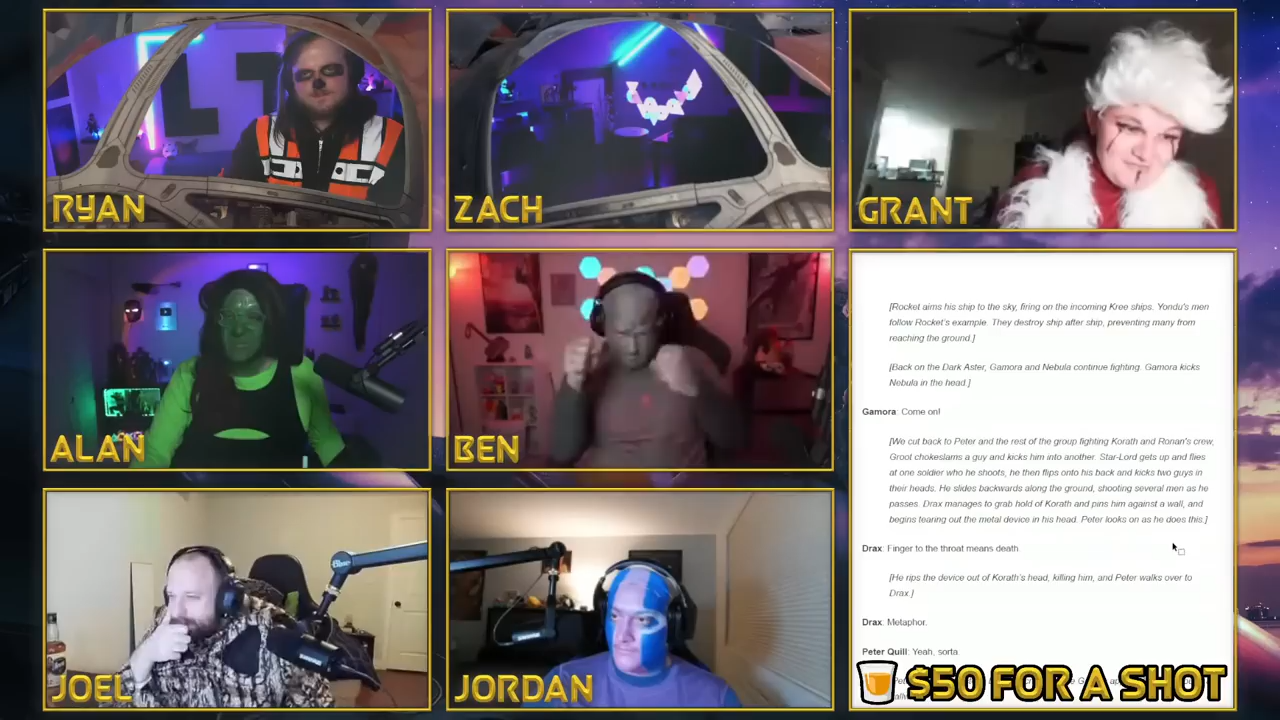 RYAN
ZACH
GRANT
ALAN
BEN
[Rocket aims his ship to the sky, firing on the incoming Kree ships. Yondu's men
follow Rocket's example. They destroy ship after ship, preventing many from
reaching the ground.]
[Back on the Dark Aster, Gamora and Nebula continue fighting. Gamora kicks
Nebula in the head.]
Gamora: Come on!
[We cut back to Peter and the rest of the group fighting Korath and Ronan's crew,
Groot chokeslams a guy and kicks him into another. Star-Lord gets up and flies
at one soldier who he shoots, he then flips onto his back and kicks two guys in
their heads. He slides backwards along the ground, shooting several men as he
passes. Drax manages to grab hold of Korath and pins him against a wall, and
begins tearing out the metal device in his head. Peter looks on as he does this.]
Drax: Finger to the throat means death.
[He rips the device out of Korath's head, killing him, and Peter walks over to
Drax.]
Drax: Metaphor.
Peter Quill: Yeah, sorta.
$50 FOR A SHOT
JOEL
JORDAN